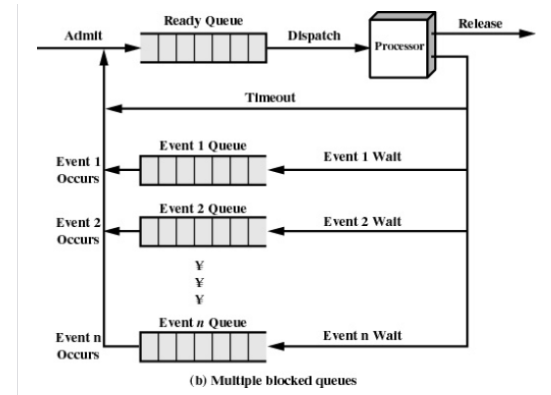 Ready Queue
Admit
Dispatch
Processor
Release
Timeout
Event 1 Queue
Event 1
Occurs
Event 1 Wait
Event 2 Queue
Event 2
Occurs
Event 2 Wait
¥
¥
¥
Event n Queue
Event n
Occurs
Event n Wait
(b) Multiple blocked queues